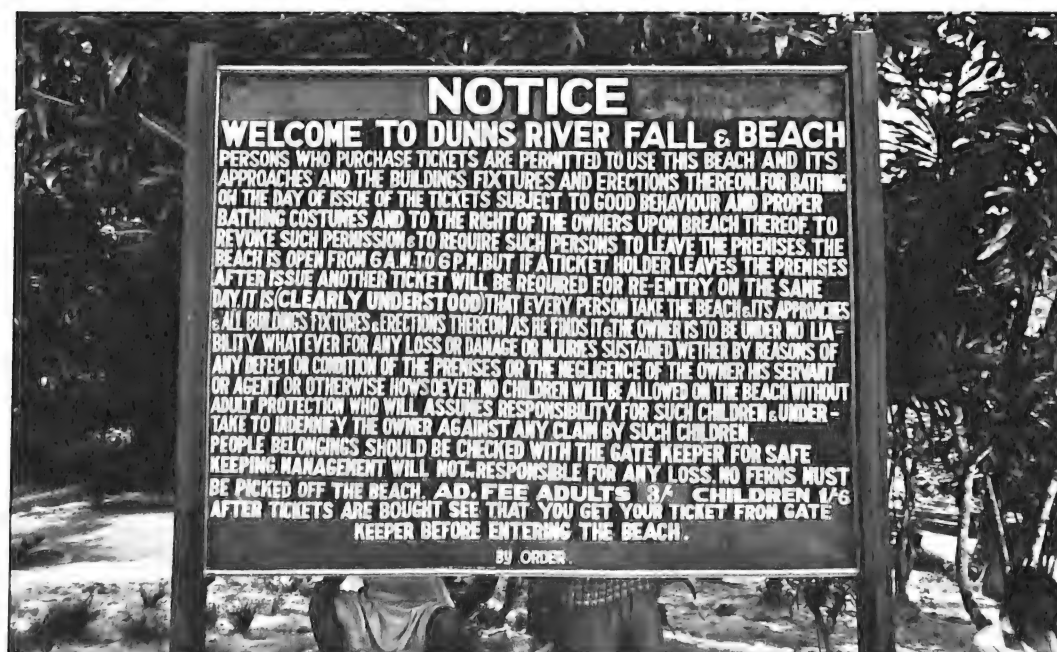 NOTICE
WELCOME TO DUNNS RIVER FALL & BEACH
PERSONS WHO PURCHASE TICKETS ARE PERMITTED TO USE THIS BEACH AND ITS
APPROACHES AND THE BUILDINGS FIXTURES AND ERECTIONS THEREON. FOR BATHING
ON THE DAY OF ISSUE OF THE TICKETS SUBJECT TO GOOD BEHAVIOUR AND PROPER
BATHING COSTUMES AND TO THE RIGHT OF THE OWNERS UPON BREACH THEREOF. TO
REVOKE SUCH PERMISSION & TO REQUIRE SUCH PERSONS TO LEAVE THE PREMISES. THE
BEACH IS OPEN FROM 6 A.M. TO 6 P.M. BUT IF A TICKET HOLDER LEAVES THE PREMISES
AFTER ISSUE ANOTHER TICKET WILL BE REQUIRED FOR RE-ENTRY ON THE SAME
DAY. IT IS (CLEARLY UNDERSTOOD) THAT EVERY PERSON TAKE THE BEACH & ITS APPROACHES
& ALL BUILDINGS FIXTURES & ERECTIONS THEREON AS HE FINDS IT & THE OWNER IS TO BE UNDER NO LIA-
BILITY WHAT EVER FOR ANY LOSS OR DAMAGE OR INJURIES SUSTAINED WETHER BY REASONS OF
ANY DEFECT OR CONDITION OF THE PREMISES OR THE NEGLIGENCE OF THE OWNER HIS SERVANT
OR AGENT OR OTHERWISE HOWSOEVER. NO CHILDREN WILL BE ALLOWED ON THE BEACH WITHOUT
ADULT PROTECTION WHO WILL ASSUMES RESPONSIBILITY FOR SUCH CHILDREN & UNDER-
TAKE TO INDEMNIFY THE OWNER AGAINST ANY CLAIM BY SUCH CHILDREN.
PEOPLE BELONGINGS SHOULD BE CHECKED WITH THE GATE KEEPER FOR SAFE
KEEPING. MANAGEMENT WILL NOT RESPONSIBLE FOR ANY LOSS. NO FERNS MUST
BE PICKED OFF THE BEACH. AD. FEE ADULTS 3/- CHILDREN 1/6
AFTER TICKETS ARE BOUGHT SEE THAT YOU GET YOUR TICKET FROM GATE
KEEPER BEFORE ENTERING THE BEACH.
BY ORDER.